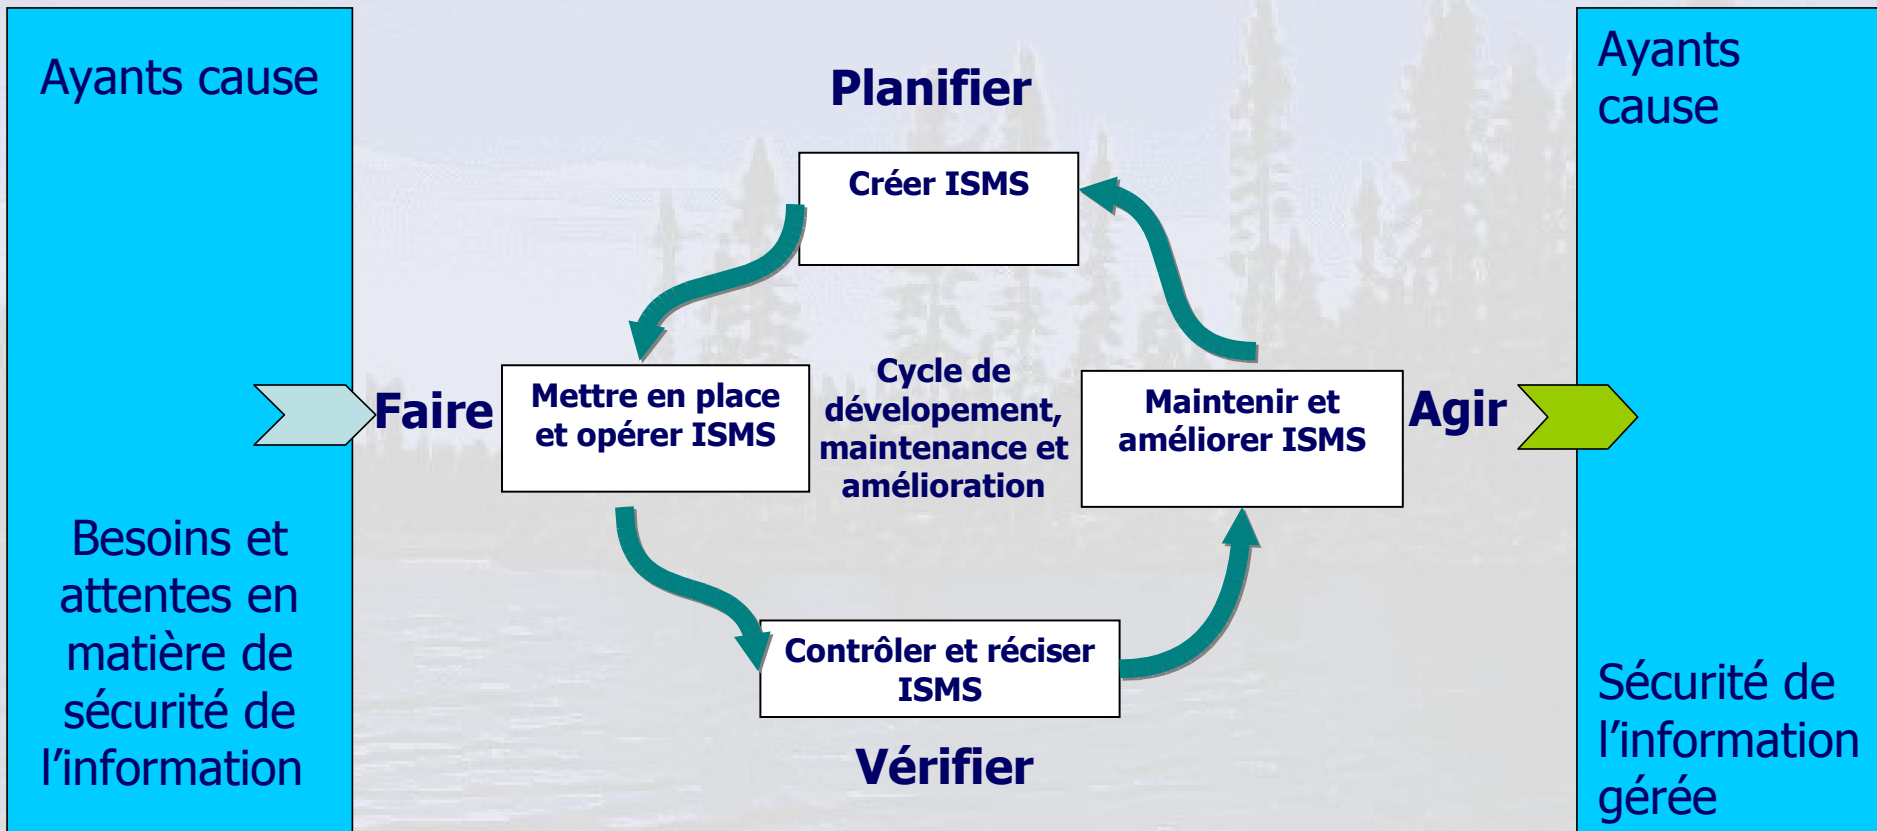 Ayants cause
Besoins et
attentes en
matière de
sécurité de
l’information
Planifier
Créer ISMS
Faire
Mettre en place
et opérer ISMS
Cycle de
dévelopement,
maintenance et
amélioration
Maintenir et
améliorer ISMS
Agir
Contrôler et réciser
ISMS
Vérifier
Ayants
cause
Sécurité de
l’information
gérée